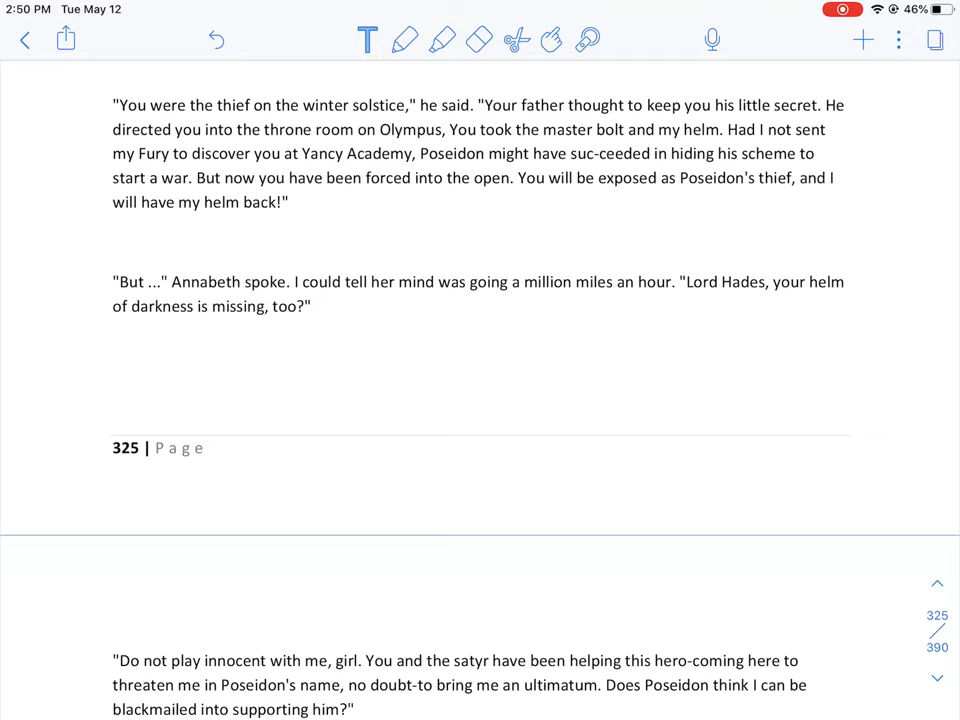 2:50 PM Tue May 12
46%
"You were the thief on the winter solstice," he said. "Your father thought to keep you his little secret. He
directed you into the throne room on Olympus, You took the master bolt and my helm. Had I not sent
my Fury to discover you at Yancy Academy, Poseidon might have suc-ceeded in hiding his scheme to
start a war. But now you have been forced into the open. You will be exposed as Poseidon's thief, and I
will have my helm back!"
"But ..." Annabeth spoke. I could tell her mind was going a million miles an hour. "Lord Hades, your helm
of darkness is missing, too?"
325 | P a g e
325
390
"Do not play innocent with me, girl. You and the satyr have been helping this hero-coming here to
threaten me in Poseidon's name, no doubt-to bring me an ultimatum. Does Poseidon think I can be
blackmailed into supporting him?"